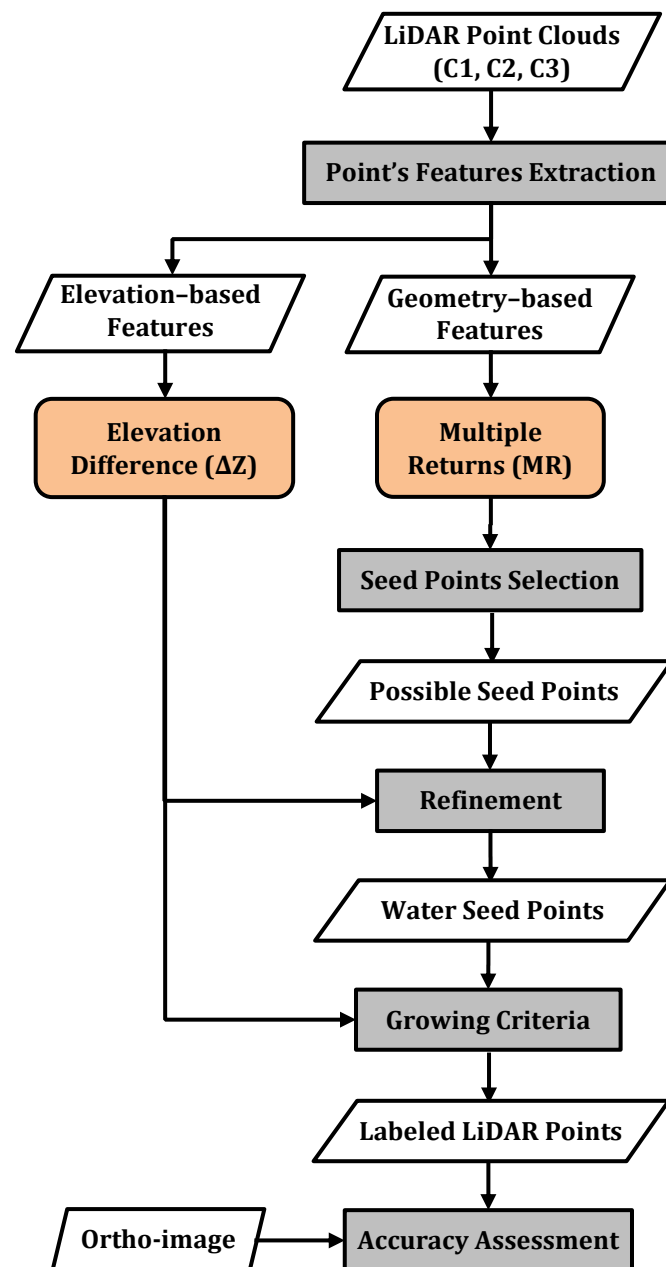 LiDAR Point Clouds
(C1, C2, C3)
Point's Features Extraction
Elevation–based
Features
Geometry–based
Features
Elevation
Difference (ΔZ)
Multiple
Returns (MR)
Seed Points Selection
Possible Seed Points
Refinement
Water Seed Points
Growing Criteria
Labeled LiDAR Points
Ortho-image
Accuracy Assessment